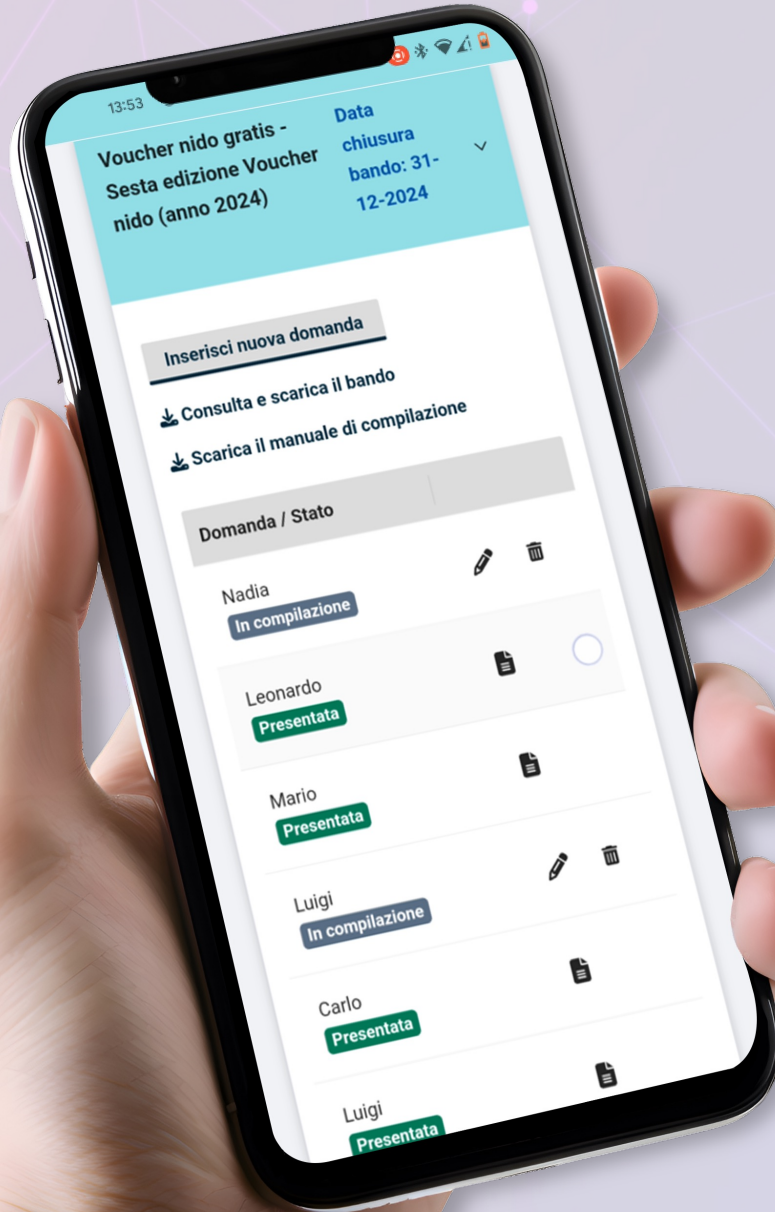 13:53
Voucher nido gratis -
Sesta edizione Voucher
nido (anno 2024)
Data
chiusura
bando: 31-
12-2024
Inserisci nuova domanda
Consulta e scarica il bando
Scarica il manuale di compilazione
Domanda / Stato
Nadia
In compilazione
Leonardo
Presentata
Mario
Presentata
Luigi
In compilazione
Carlo
Presentata
Luigi
Presentata